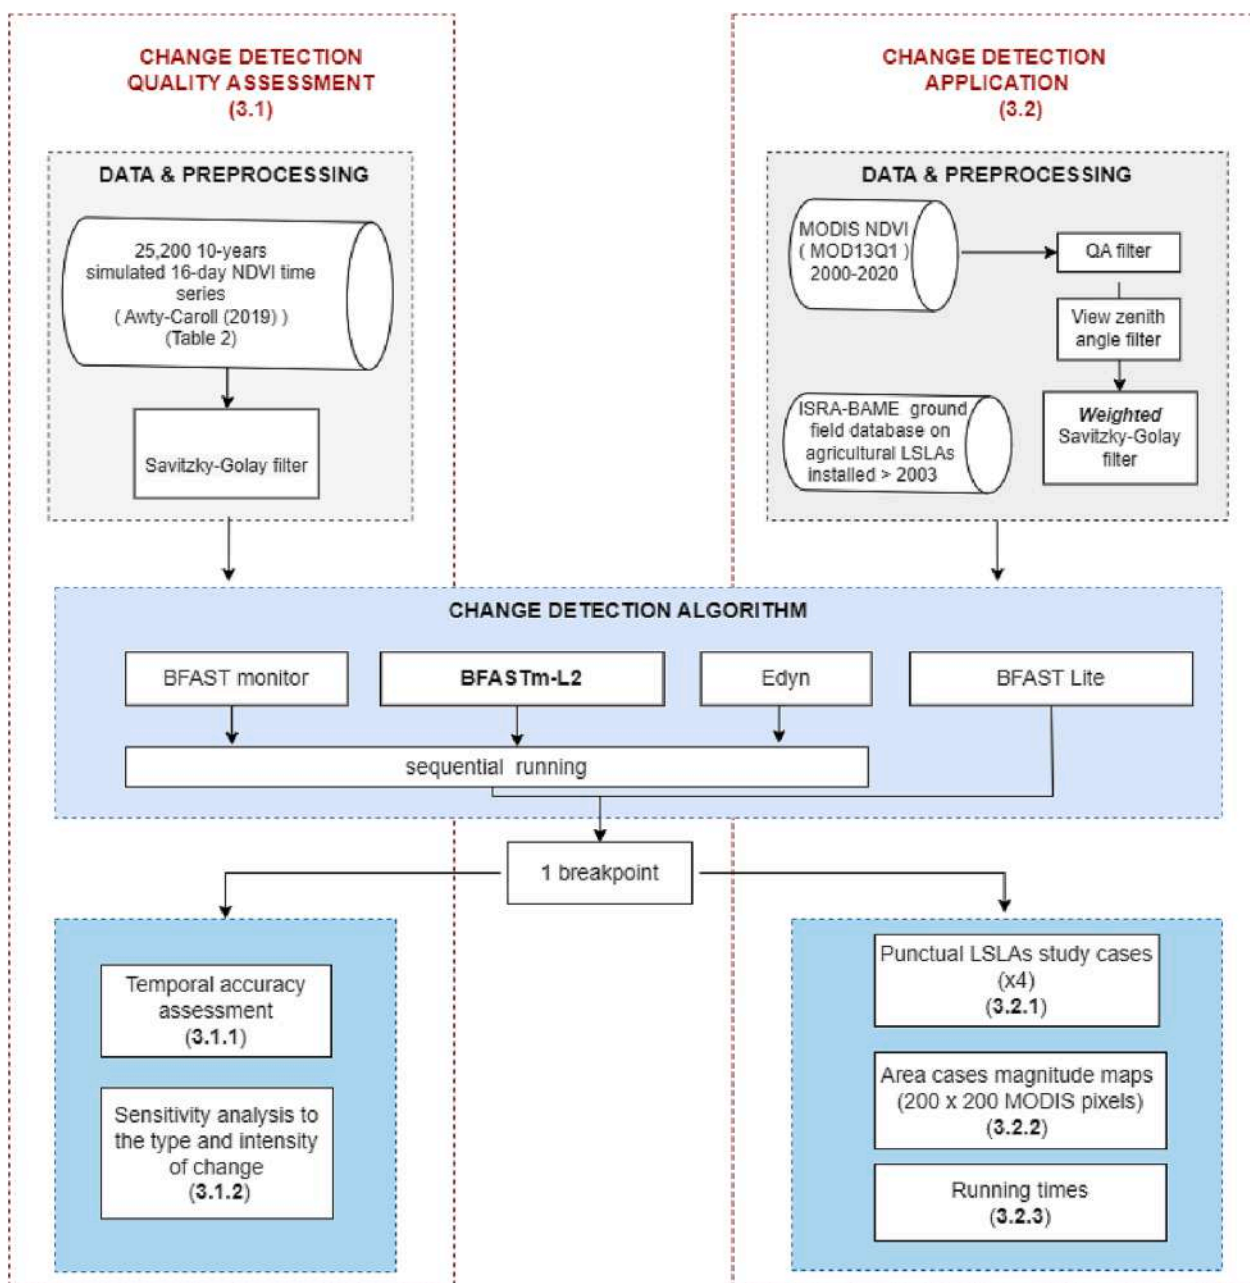 CHANGE DETECTION
QUALITY ASSESSMENT
(3.1)
DATA & PREPROCESSING
25,200 10-years
simulated 16-day NDVI time
series
( Awty-Caroll (2019) )
(Table 2)
Savitzky-Golay filter
CHANGE DETECTION
APPLICATION
(3.2)
DATA & PREPROCESSING
MODIS NDVI
( MOD13Q1 )
2000-2020
QA filter
View zenith
angle filter
ISRA-BAME ground
field database on
agricultural LSLAs
installed > 2003
Weighted
Savitzky-Golay
filter
CHANGE DETECTION ALGORITHM
BFAST monitor
BFASTm-L2
Edyn
BFAST Lite
sequential running
1 breakpoint
Temporal accuracy
assessment
(3.1.1)
Sensitivity analysis to
the type and intensity
of change
(3.1.2)
Punctual LSLAs study cases
(x4)
(3.2.1)
Area cases magnitude maps
(200 x 200 MODIS pixels)
(3.2.2)
Running times
(3.2.3)